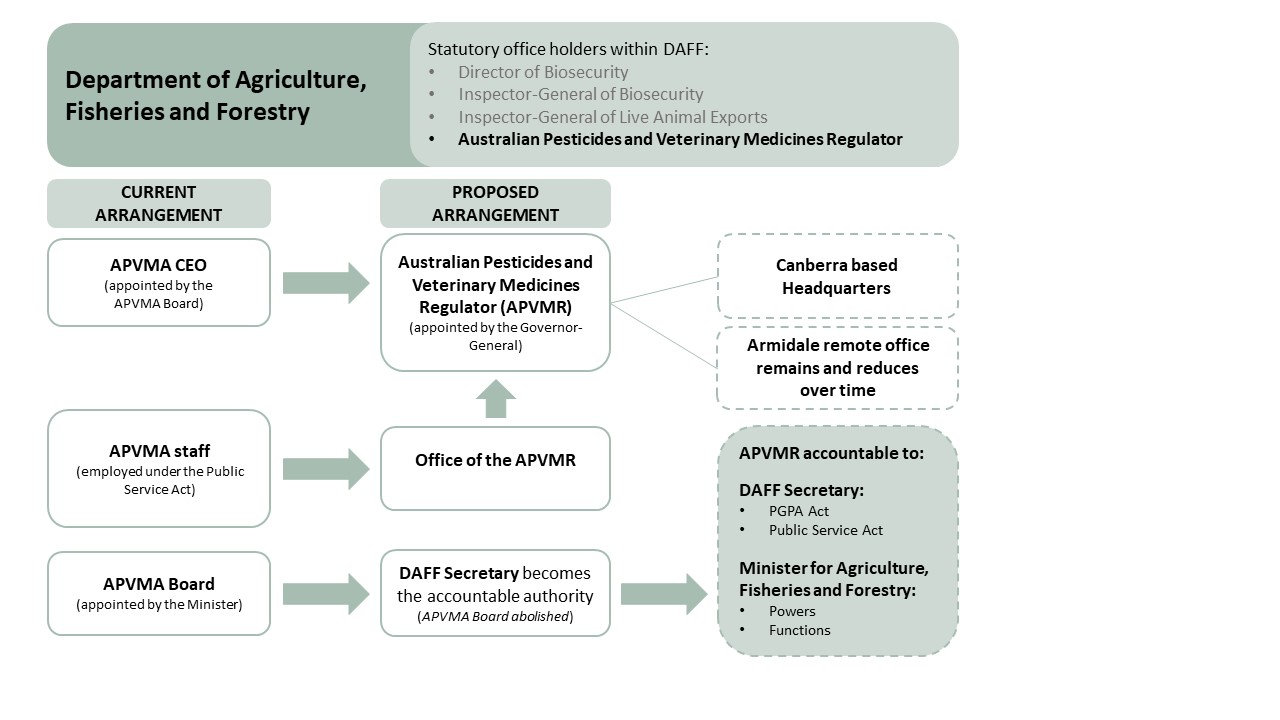 Department of Agriculture,
Fisheries and Forestry
Statutory office holders within DAFF:
• Director of Biosecurity
• Inspector-General of Biosecurity
• Inspector-General of Live Animal Exports
• Australian Pesticides and Veterinary Medicines Regulator
CURRENT
ARRANGEMENT
PROPOSED
ARRANGEMENT
APVMA CEO
(appointed by the
APVMA Board)
Australian Pesticides and
Veterinary Medicines
Regulator (APVMR)
(appointed by the Governor-
General)
Canberra based
Headquarters
Armidale remote office
remains and reduces
over time
APVMA staff
(employed under the Public
Service Act)
Office of the APVMR
APVMA Board
(appointed by the Minister)
DAFF Secretary becomes
the accountable authority
(APVMA Board abolished)
APVMR accountable to:
DAFF Secretary:
• PGPA Act
• Public Service Act
Minister for Agriculture,
Fisheries and Forestry:
• Powers
• Functions